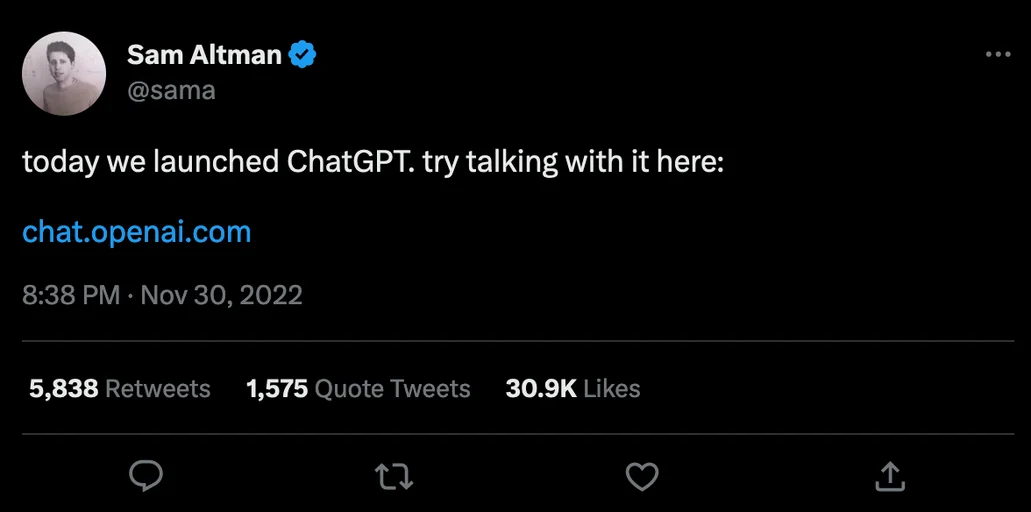 Sam Altman
@sama
today we launched ChatGPT. try talking with it here:
chat.openai.com
8:38 PM · Nov 30, 2022
5,838 Retweets 1,575 Quote Tweets 30.9K Likes